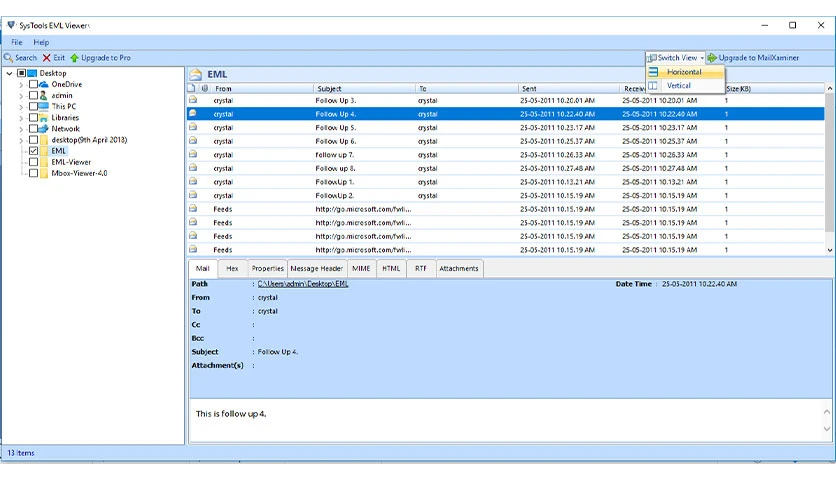 SysTools EML Viewer
File Help
Search Exit Upgrade to Pro Switch View Upgrade to MailXaminer
Horizontal
Vertical
Desktop
OneDrive
admin
This PC
Libraries
Network
desktop(9th April 2018)
EML
EML-Viewer
Mbox-Viewer-4.0
EML
From Subject To Sent Receiv Size(KB)
crystal Follow Up 3. crystal 25-05-2011 10.20.01 AM 25-05-2011 10.20.01 AM 1
crystal Follow Up 4. crystal 25-05-2011 10.22.40 AM 25-05-2011 10.22.40 AM 1
crystal Follow Up 5. crystal 25-05-2011 10.23.17 AM 25-05-2011 10.23.17 AM 1
crystal Follow Up 6. crystal 25-05-2011 10.25.37 AM 25-05-2011 10.25.37 AM 1
crystal Follow up 7. crystal 25-05-2011 10.26.33 AM 25-05-2011 10.26.33 AM 1
crystal Follow up 8. crystal 25-05-2011 10.27.48 AM 25-05-2011 10.27.48 AM 1
crystal Follow Up 1. crystal 25-05-2011 10.13.21 AM 25-05-2011 10.13.21 AM 1
crystal Follow Up 2. crystal 25-05-2011 10.15.19 AM 25-05-2011 10.15.19 AM 1
Feeds http://go.microsoft.com/fwli... 25-05-2011 10.15.19 AM 25-05-2011 10.15.19 AM 1
Feeds http://go.microsoft.com/fwli... 25-05-2011 10.15.19 AM 25-05-2011 10.15.19 AM 1
Feeds http://go.microsoft.com/fwli... 25-05-2011 10.15.19 AM 25-05-2011 10.15.19 AM 1
Feeds http://go.microsoft.com/fwli... 25-05-2011 10.15.19 AM 25-05-2011 10.15.19 AM 1
Mail Hex Properties Message Header MIME HTML RTF Attachments
Path : C:\Users\admin\Desktop\EML Date Time : 25-05-2011 10.22.40 AM
From : crystal
To : crystal
Cc :
Bcc :
Subject : Follow Up 4.
Attachment(s) :
This is follow up 4.
13 Items